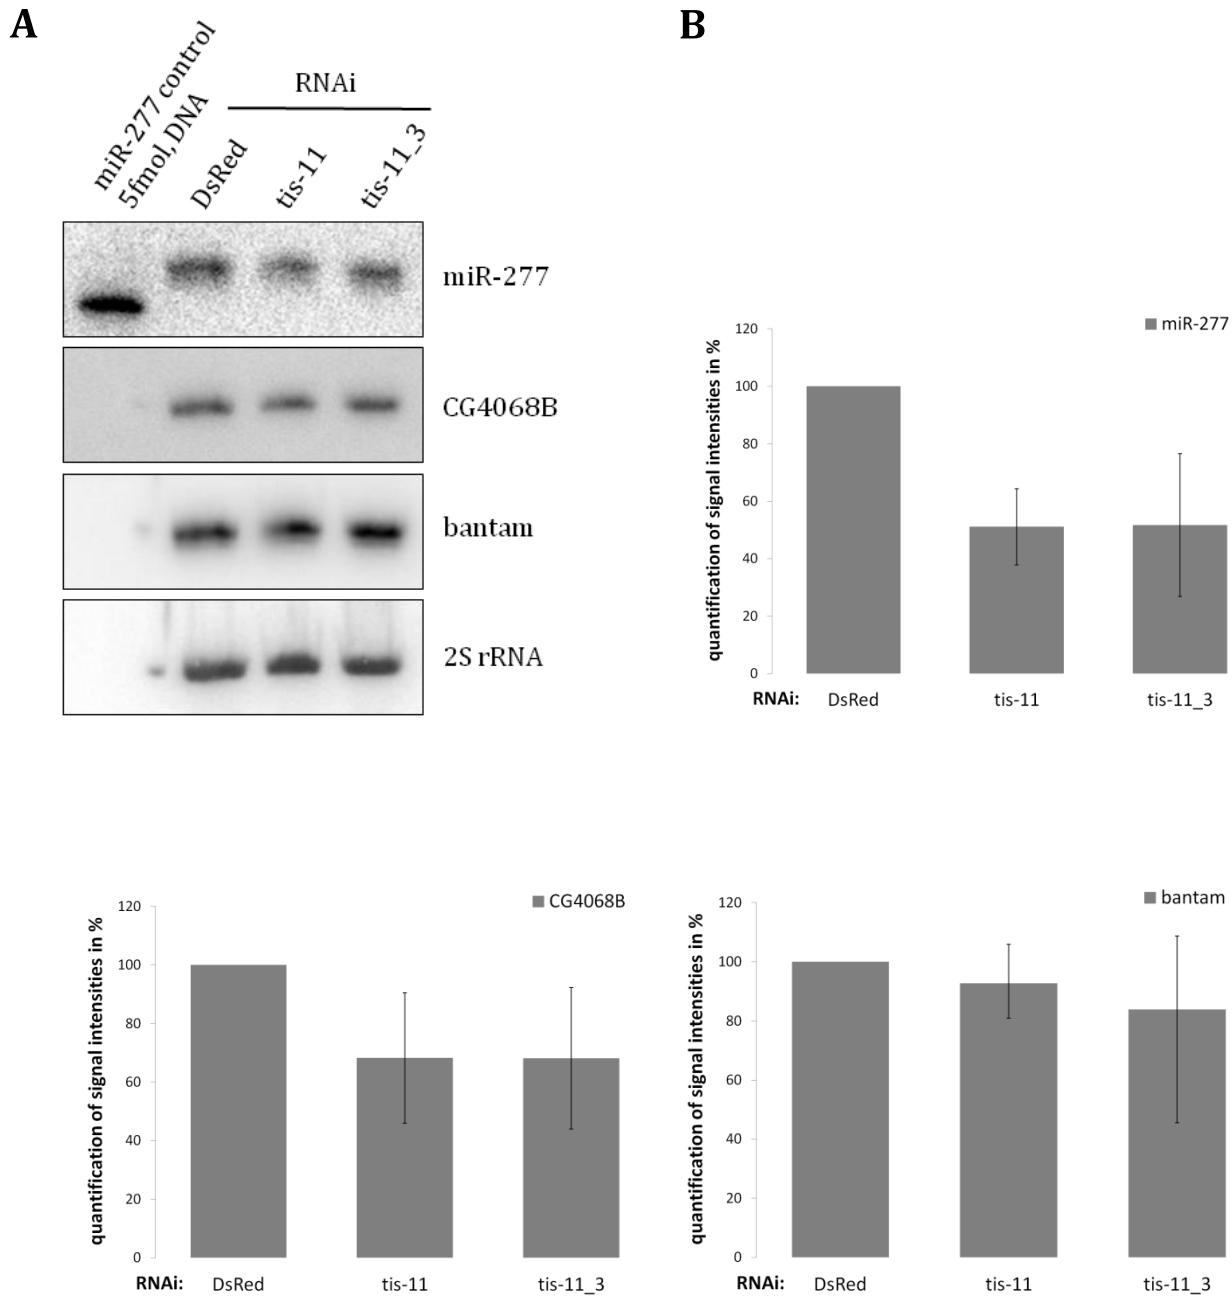 A
B
miR-277 control
5fmol, DNA
RNAi
DsRed
tis-11
tis-11_3
miR-277
CG4068B
bantam
2S rRNA
miR-277
quantification of signal intensities in %
120
100
80
60
40
20
0
RNAi:
DsRed
tis-11
tis-11_3
CG4068B
quantification of signal intensities in %
120
100
80
60
40
20
0
RNAi:
DsRed
tis-11
tis-11_3
bantam
quantification of signal intensities in %
120
100
80
60
40
20
0
RNAi:
DsRed
tis-11
tis-11_3